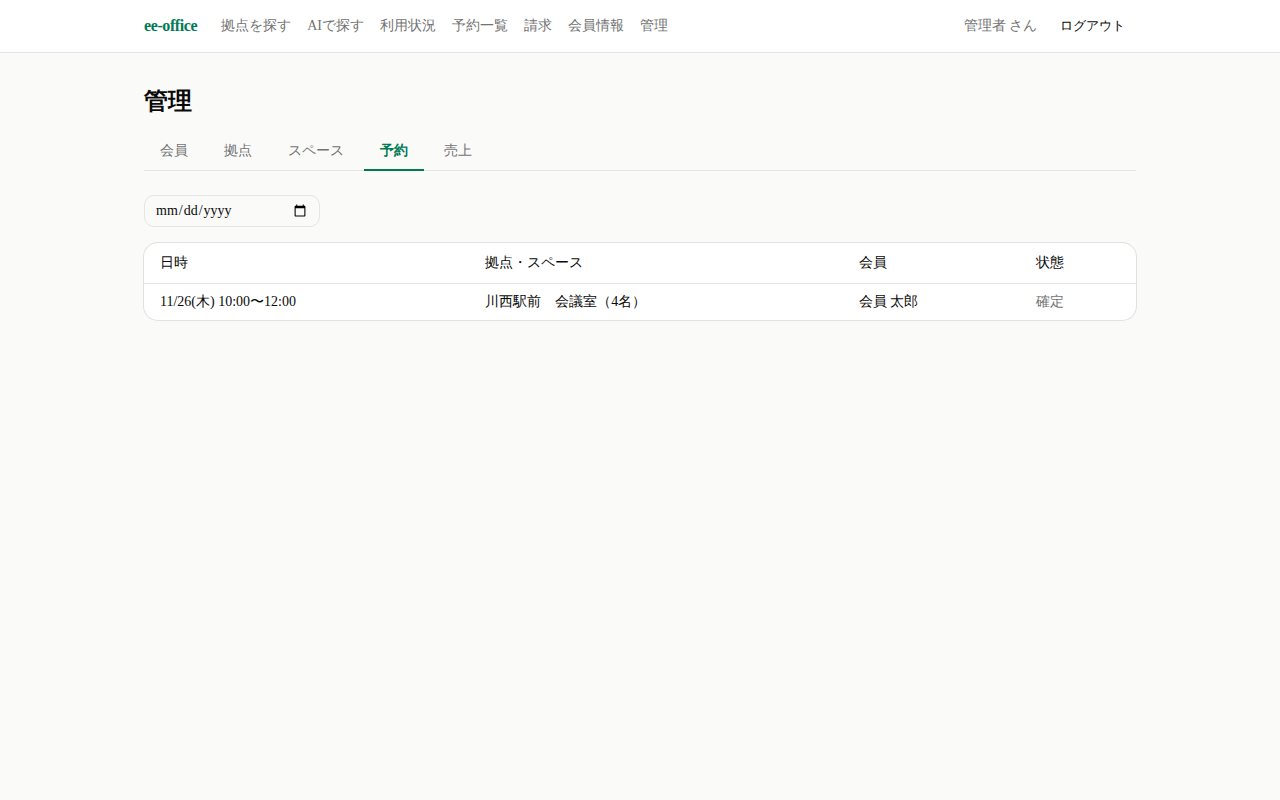 ee-office 拠点を探す AIで探す 利用状況 予約一覧 請求 会員情報 管理 管理者 さん ログアウト
管理
会員 拠点 スペース 予約 売上
mm/dd/yyyy
日時 拠点・スペース 会員 状態
11/26(木) 10:00〜12:00 川西駅前　会議室（4名） 会員 太郎 確定